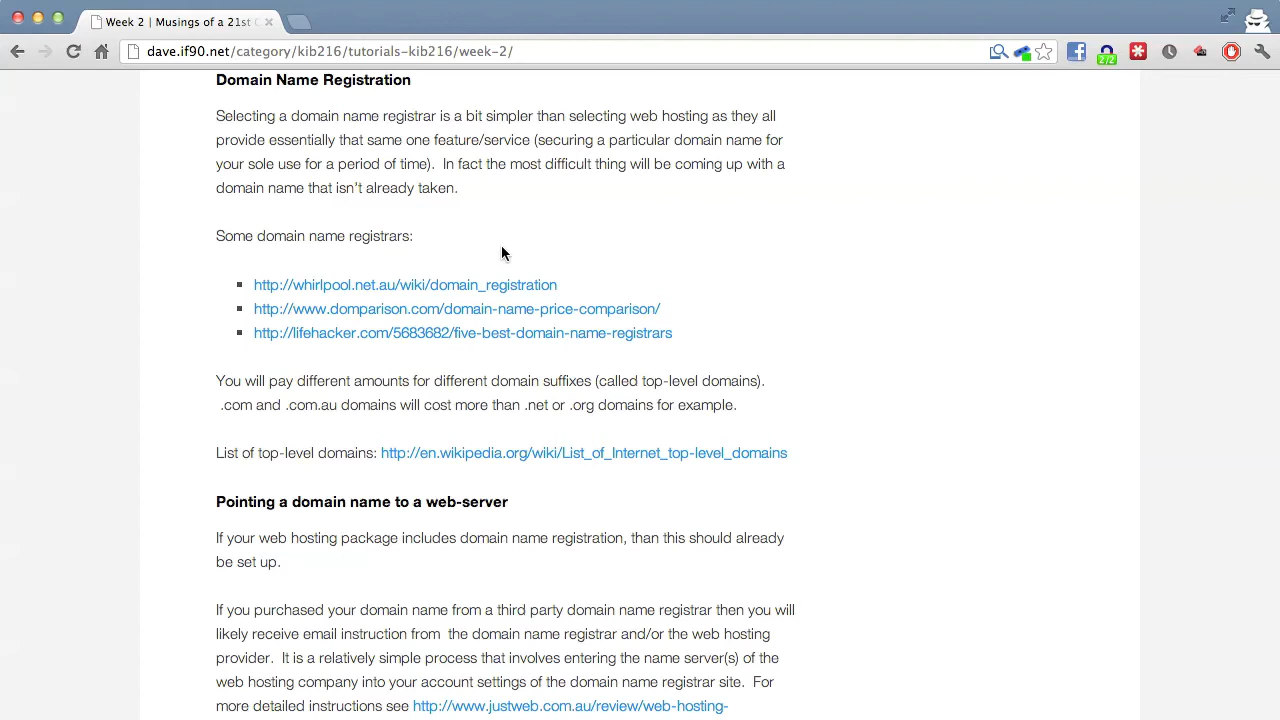 Week 2 | Musings of a 21st C
dave.if90.net/category/kib216/tutorials-kib216/week-2/
2/2
Domain Name Registration
Selecting a domain name registrar is a bit simpler than selecting web hosting as they all
provide essentially that same one feature/service (securing a particular domain name for
your sole use for a period of time).  In fact the most difficult thing will be coming up with a
domain name that isn't already taken.
Some domain name registrars:
http://whirlpool.net.au/wiki/domain_registration
http://www.domparison.com/domain-name-price-comparison/
http://lifehacker.com/5683682/five-best-domain-name-registrars
You will pay different amounts for different domain suffixes (called top-level domains).
.com and .com.au domains will cost more than .net or .org domains for example.
List of top-level domains: http://en.wikipedia.org/wiki/List_of_Internet_top-level_domains
Pointing a domain name to a web-server
If your web hosting package includes domain name registration, than this should already
be set up.
If you purchased your domain name from a third party domain name registrar then you will
likely receive email instruction from  the domain name registrar and/or the web hosting
provider.  It is a relatively simple process that involves entering the name server(s) of the
web hosting company into your account settings of the domain name registrar site.  For
more detailed instructions see http://www.justweb.com.au/review/web-hosting-